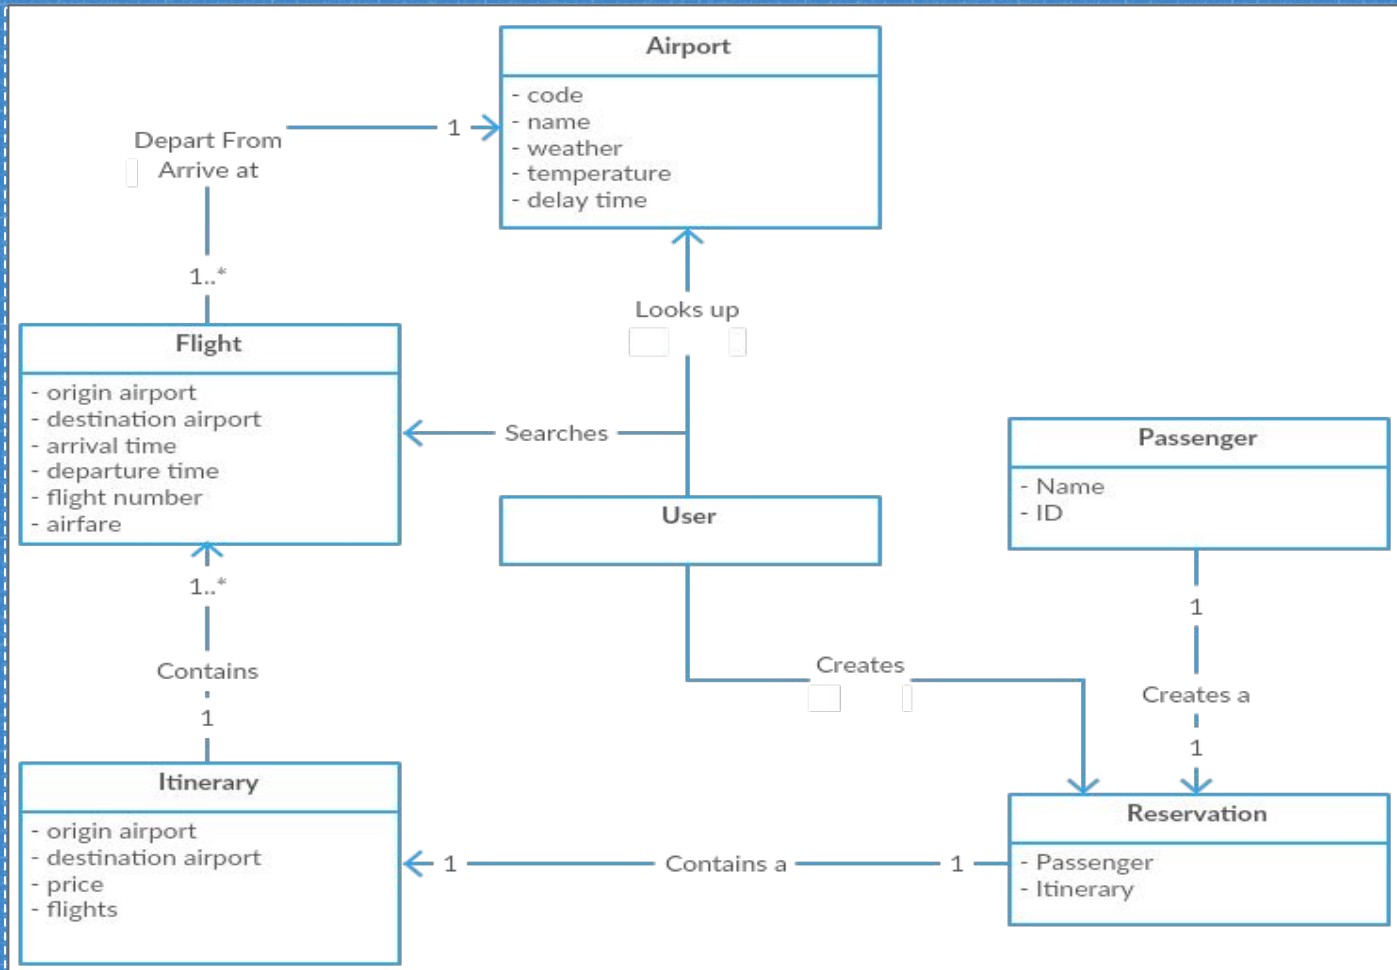 Airport
- code
- name
- weather
- temperature
- delay time
Depart From
Arrive at
1
1..*
Looks up
Flight
- origin airport
- destination airport
- arrival time
- departure time
- flight number
- airfare
Searches
User
Passenger
- Name
- ID
1..*
Contains
1
Creates
1
Creates a
1
Itinerary
- origin airport
- destination airport
- price
- flights
1
Contains a
1
Reservation
- Passenger
- Itinerary